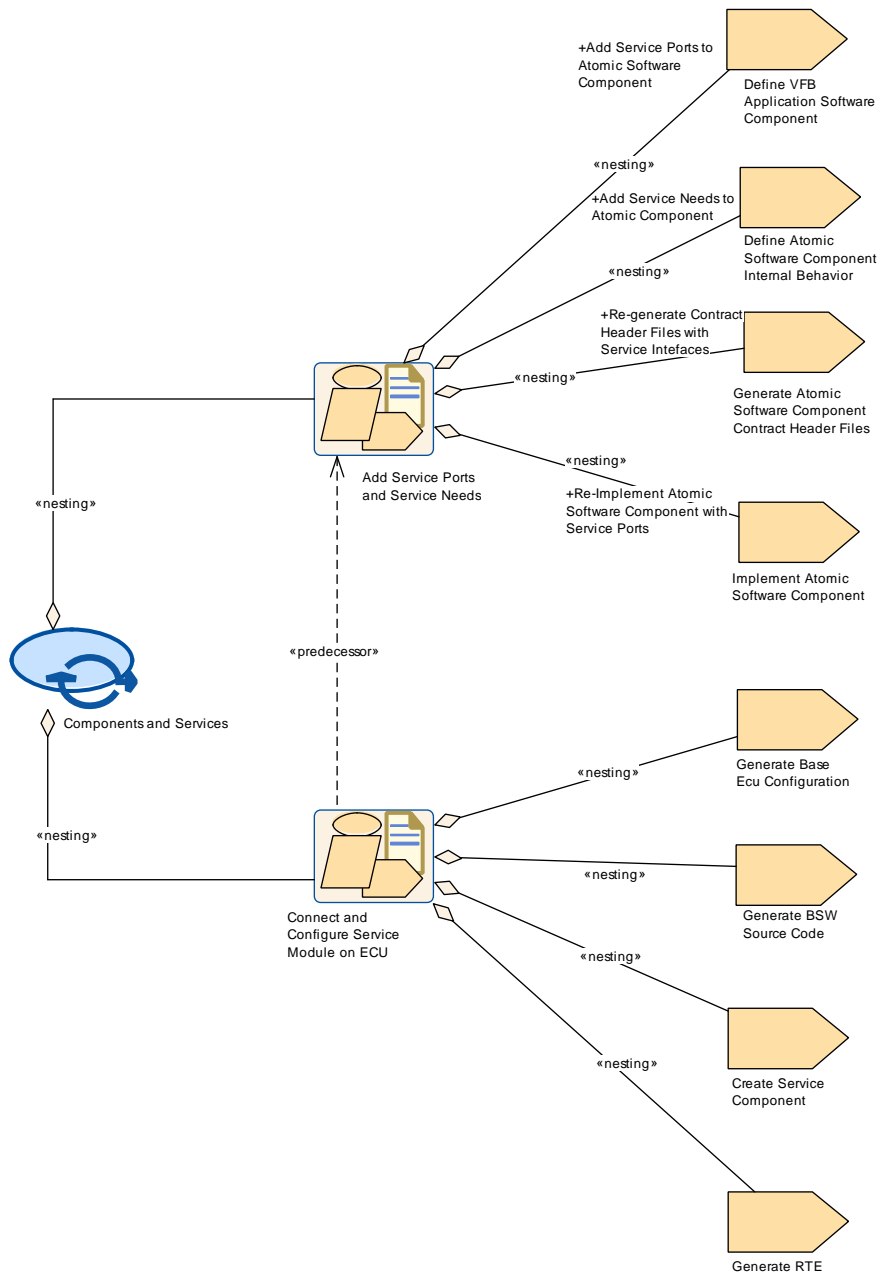 +Add Service Ports to
Atomic Software
Component
Define VFB
Application Software
Component
«nesting»
+Add Service Needs to
Atomic Component
Define Atomic
Software Component
Internal Behavior
«nesting»
+Re-generate Contract
Header Files with
Service Intefaces
«nesting»
Generate Atomic
Software Component
Contract Header Files
«nesting»
Add Service Ports
and Service Needs
+Re-Implement Atomic
Software Component with
Service Ports
«nesting»
Implement Atomic
Software Component
«predecessor»
Components and Services
Generate Base
Ecu Configuration
«nesting»
«nesting»
«nesting»
Generate BSW
Source Code
Connect and
Configure Service
Module on ECU
«nesting»
«nesting»
Create Service
Component
Generate RTE